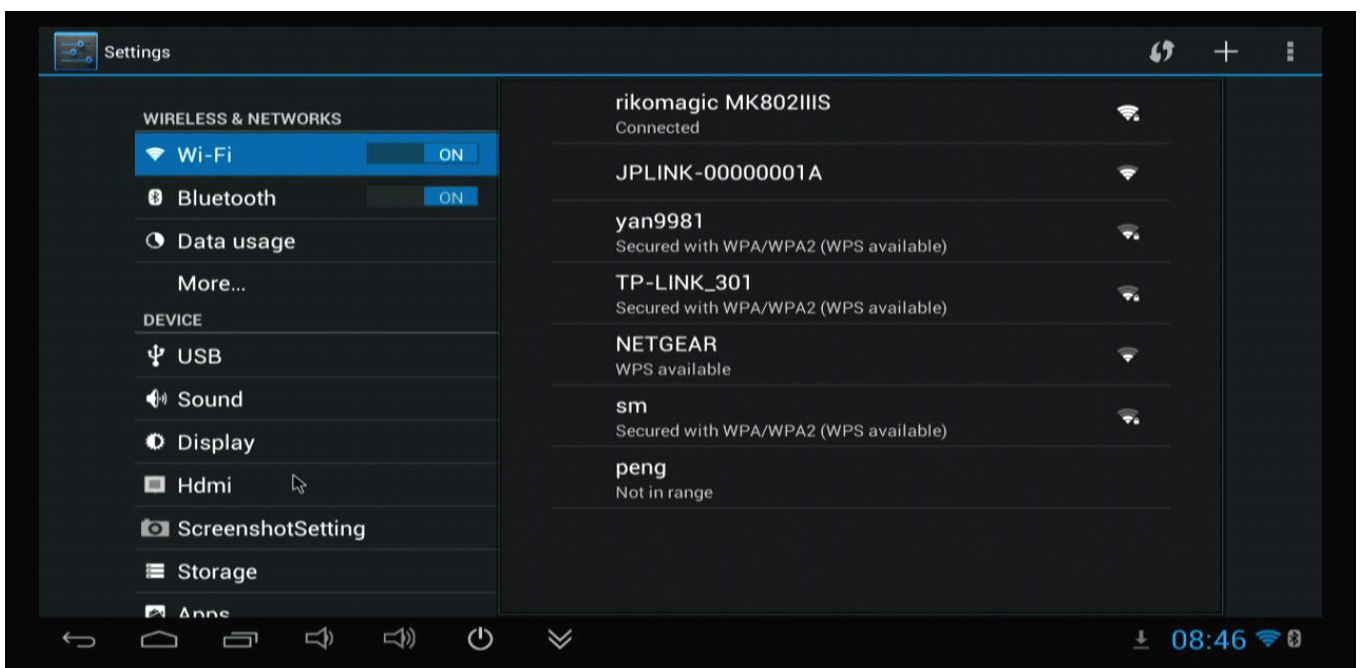 Settings
WIRELESS & NETWORKS
Wi-Fi ON
Bluetooth ON
Data usage
More...
DEVICE
USB
Sound
Display
Hdmi
ScreenshotSetting
Storage
Apps
rikomagic MK802IIIS
Connected
JPLINK-00000001A
yan9981
Secured with WPA/WPA2 (WPS available)
TP-LINK_301
Secured with WPA/WPA2 (WPS available)
NETGEAR
WPS available
sm
Secured with WPA/WPA2 (WPS available)
peng
Not in range
08:46